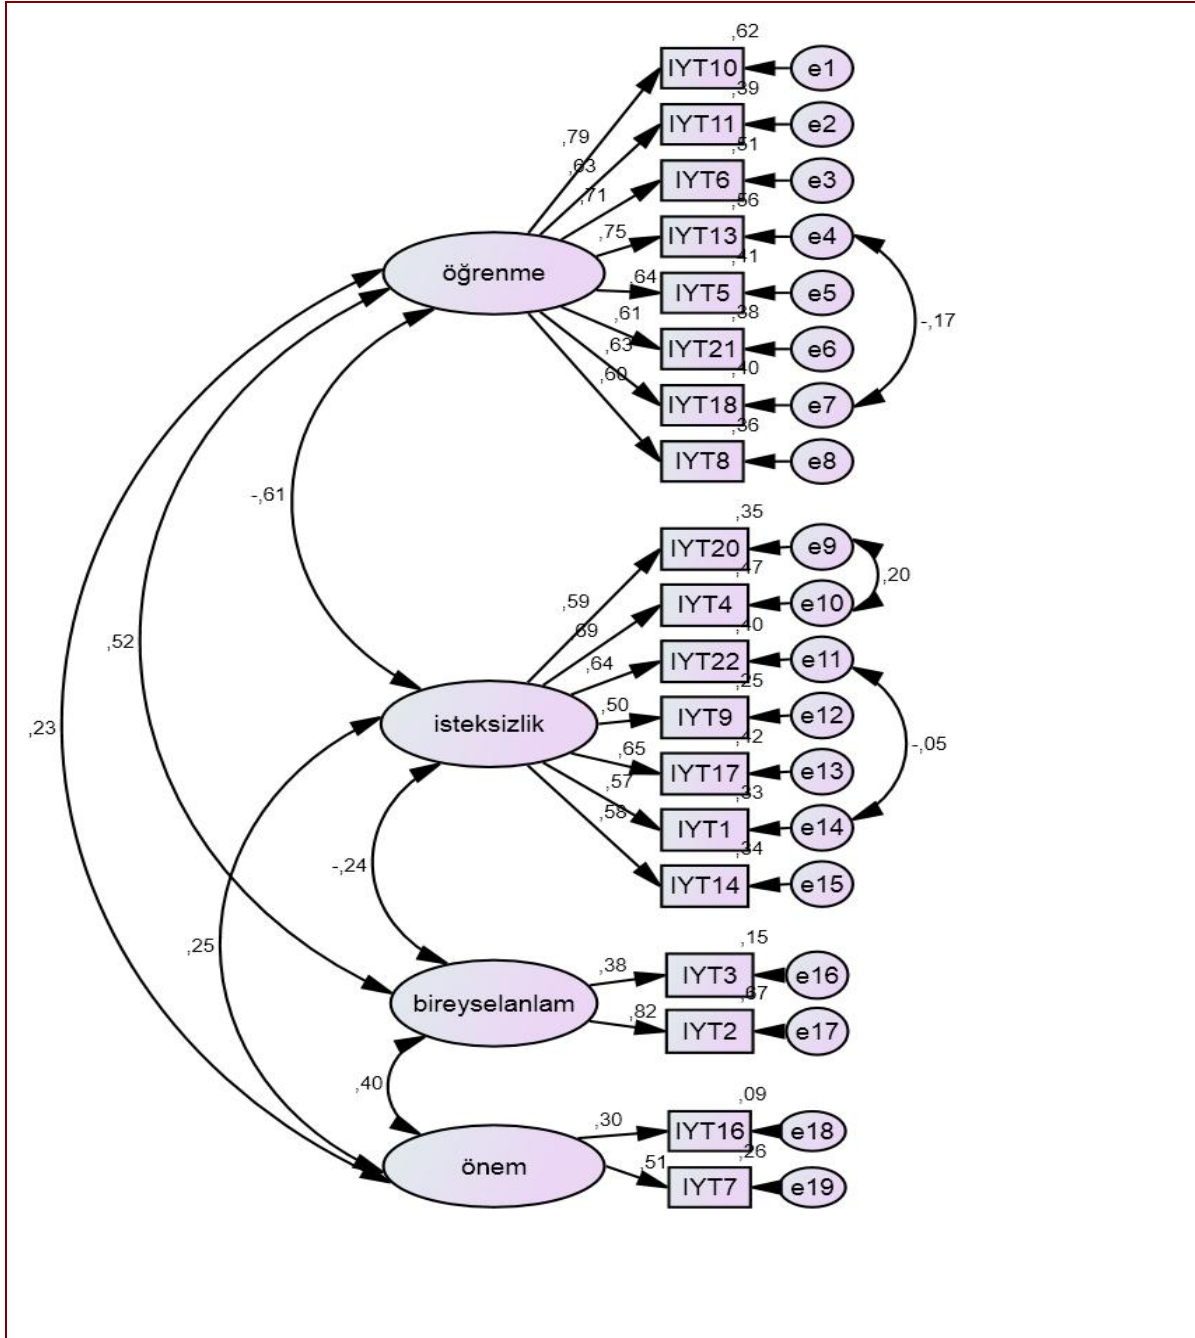 ,62
IYT10 e1
,39
,79
IYT11 e2
,51
,63
IYT6 e3
,71
,56
,75
IYT13 e4
,41
öğrenme
,64
IYT5 e5
,38
,61
-,17
IYT21 e6
,63
,40
,60
IYT18 e7
,36
IYT8 e8
-,61
,35
IYT20 e9
,47
,20
,59
IYT4 e10
,40
,69
,52
,64
IYT22 e11
,25
,50
isteksizlik
IYT9 e12
,23
,42
,65
-,05
IYT17 e13
,57
,33
,58
IYT1 e14
,34
-,24
IYT14 e15
,25
,15
,38
IYT3 e16
,67
bireyselanlam
,82
IYT2 e17
,40
,09
,30
IYT16 e18
,26
önem
,51
IYT7 e19